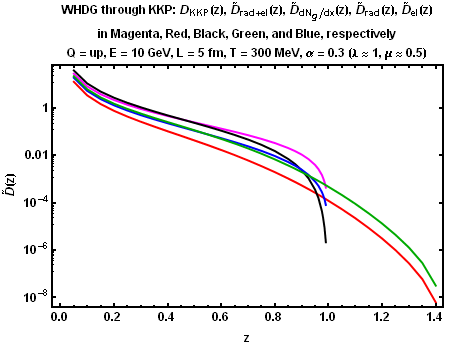 WHDG through KKP: D_KKP(z), D̃_rad+el(z), D̃_dN_g/dx(z), D̃_rad(z), D̃_el(z)
in Magenta, Red, Black, Green, and Blue, respectively
Q = up, E = 10 GeV, L = 5 fm, T = 300 MeV, α = 0.3 (λ ≈ 1, μ ≈ 0.5)
1
0.01
10⁻⁴
10⁻⁶
10⁻⁸
D̃(z)
0.0 0.2 0.4 0.6 0.8 1.0 1.2 1.4
z